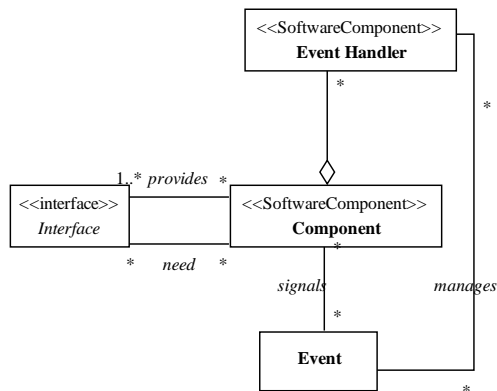 <<SoftwareComponent>>
Event Handler
*
*
1..* provides *
<<interface>>
Interface
<<SoftwareComponent>>
Component
*
* need *
signals
manages
*
Event
*